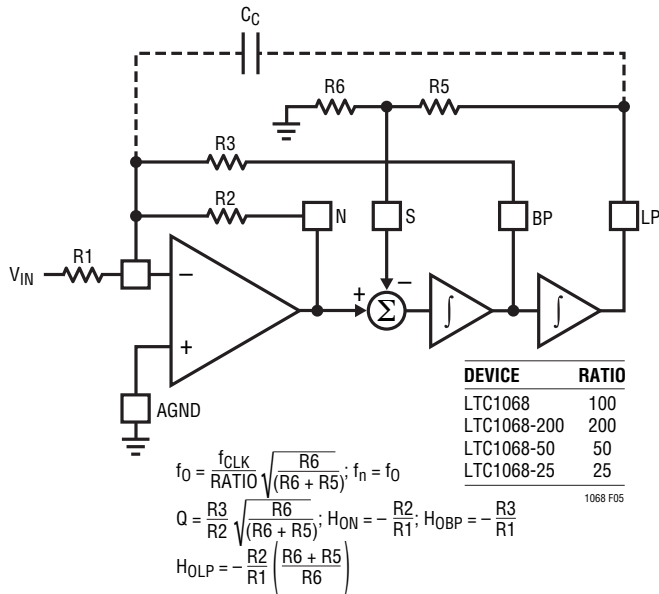 CC
R6
R5
R3
R2
N
S
BP
LP
R1
VIN
−
+
+
−
Σ
∫
∫
AGND
DEVICE RATIO
LTC1068 100
LTC1068-200 200
LTC1068-50 50
LTC1068-25 25
1068 F05
fO = fCLK/RATIO √(R6/(R6 + R5)); fn = fO
Q = R3/R2 √(R6/(R6 + R5)); HON = − R2/R1; HOBP = − R3/R1
HOLP = − R2/R1 ((R6 + R5)/R6)